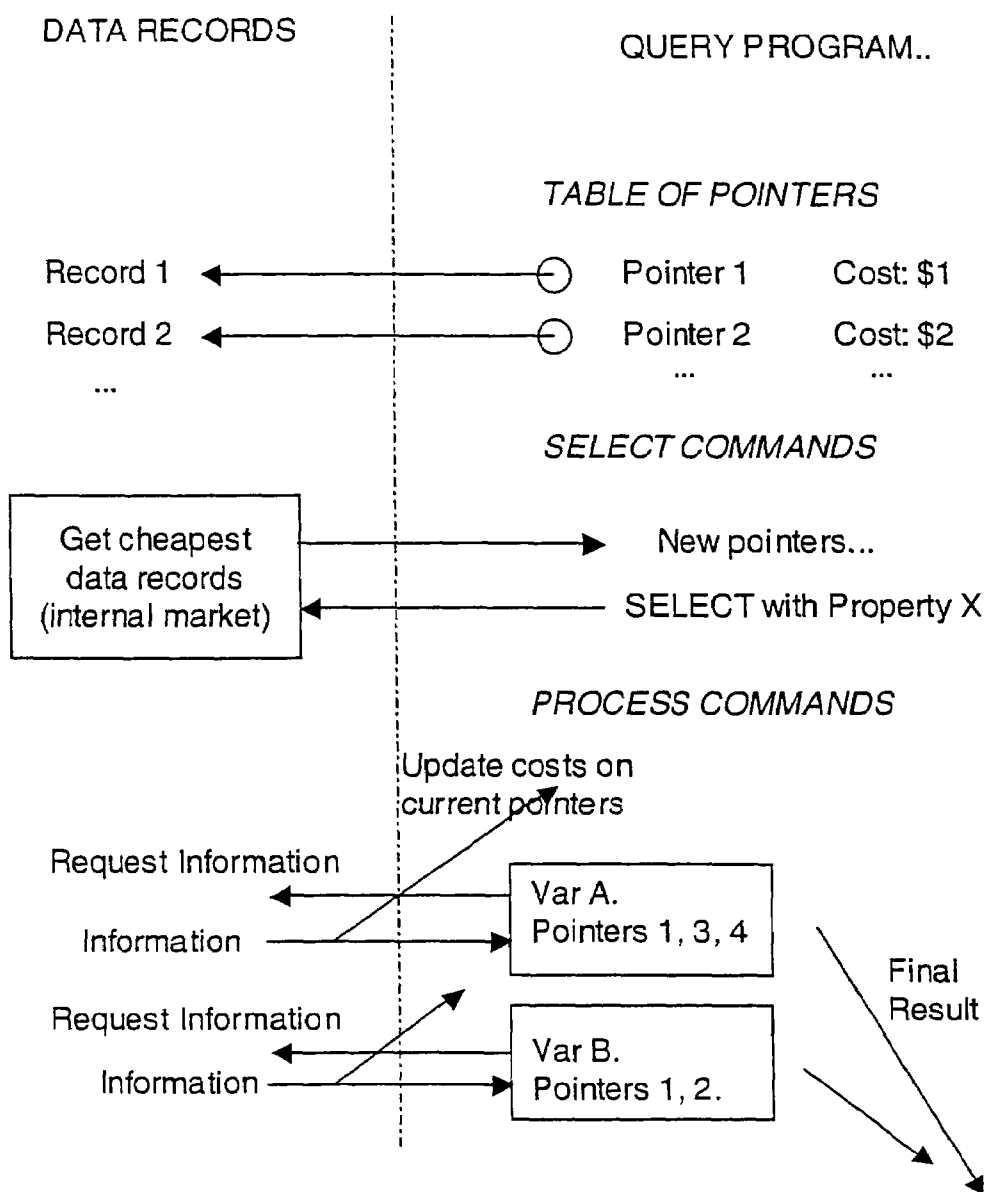 DATA RECORDS
QUERY PROGRAM..
TABLE OF POINTERS
Record 1
Pointer 1
Cost: $1
Record 2
Pointer 2
Cost: $2
...
...
...
SELECT COMMANDS
Get cheapest
data records
(internal market)
New pointers...
SELECT with Property X
PROCESS COMMANDS
Update costs on
current pointers
Request Information
Var A.
Pointers 1, 3, 4
Information
Final
Result
Request Information
Var B.
Pointers 1, 2.
Information